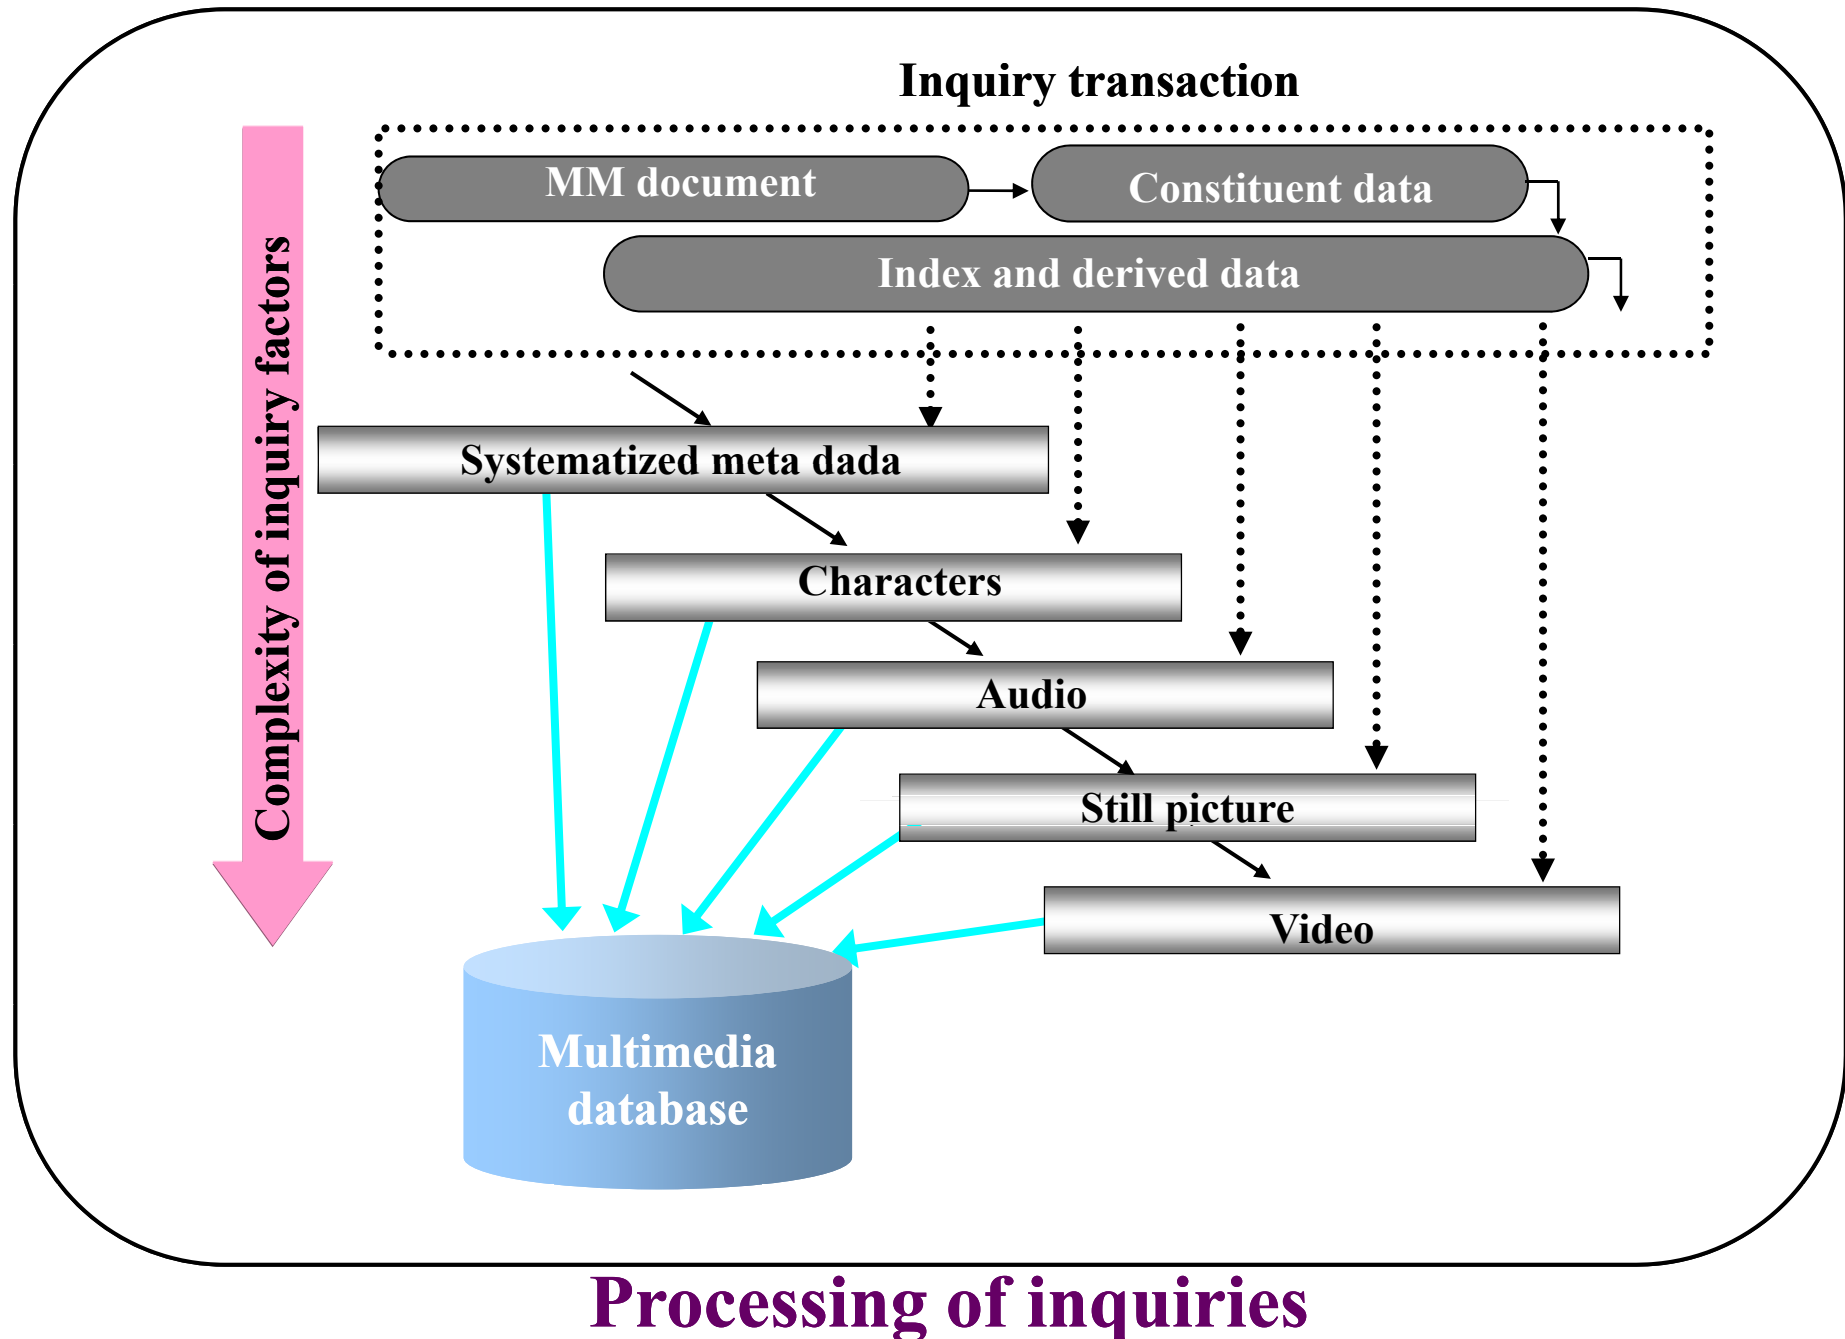 Inquiry transaction
MM document
Constituent data
Index and derived data
Complexity of inquiry factors
Systematized meta dada
Characters
Audio
Still picture
Video
Multimedia
database
Processing of inquiries